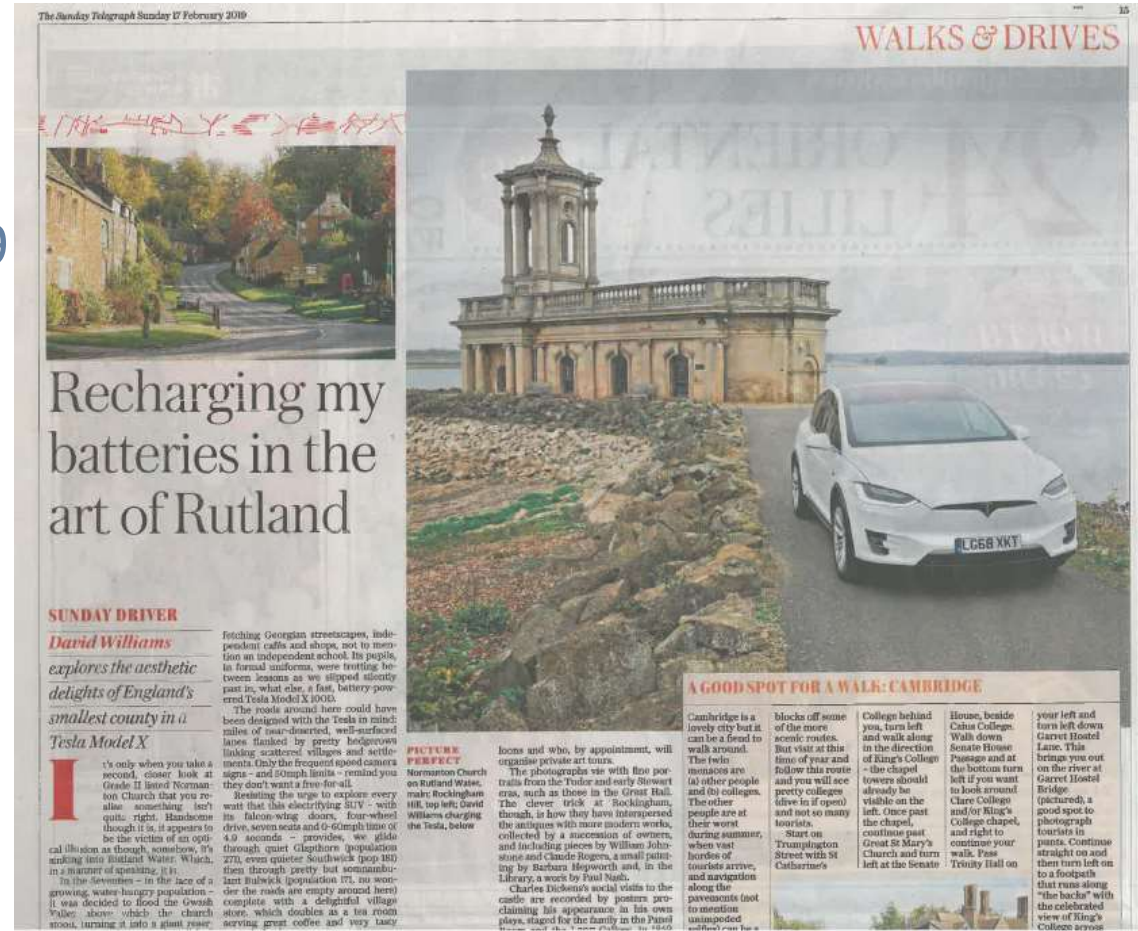 The Sunday Telegraph Sunday 17 February 2019
15
WALKS & DRIVES
Recharging my
batteries in the
art of Rutland
SUNDAY DRIVER
David Williams
explores the aesthetic
delights of England's
smallest county in a
Tesla Model X
It's only when you take a
second, closer look at
Grade II listed Norman-
ton Church that you re-
alise something isn't
quite right. Handsome
though it is, it appears to
be the victim of an opti-
cal illusion as though, somehow, it's
sinking into Rutland Water. Which,
in a manner of speaking, it is.
In the Seventies – in the face of a
growing, water-hungry population –
it was decided to flood the Gwash
Valley above which the church
stood, turning it into a giant reser-
fetching Georgian streetscapes, inde-
pendent cafés and shops, not to men-
tion an independent school. Its pupils,
in formal uniforms, were trotting be-
tween lessons as we slipped silently
past in, what else, a fast, battery-pow-
ered Tesla Model X 100D.
The roads around here could have
been designed with the Tesla in mind:
miles of near-deserted, well-surfaced
lanes flanked by pretty hedgerows
linking scattered villages and settle-
ments. Only the frequent speed camera
signs – and 50mph limits – remind you
they don't want a free-for-all.
Resisting the urge to explore every
watt that this electrifying SUV – with
its falcon-wing doors, four-wheel
drive, seven seats and 0-60mph time of
4.9 seconds – provides, we glide
through quiet Glapthorn (population
271), even quieter Southwick (pop 181)
then through pretty but somnambu-
lant Bulwick (population 171, no won-
der the roads are empty around here)
complete with a delightful village
store, which doubles as a tea room
serving great coffee and very tasty
PICTURE
PERFECT
Normanton Church
on Rutland Water,
main; Rockingham
Hill, top left; David
Williams charging
the Tesla, below
loons and who, by appointment, will
organise private art tours.
The photographs vie with fine por-
traits from the Tudor and early Stewart
eras, such as those in the Great Hall.
The clever trick at Rockingham,
though, is how they have interspersed
the antiques with more modern works,
collected by a succession of owners,
and including pieces by William John-
stone and Claude Rogers, a small paint-
ing by Barbara Hepworth and, in the
Library, a work by Paul Nash.
Charles Dickens's social visits to the
castle are recorded by posters pro-
claiming his appearance in his own
plays, staged for the family in the Panel
LG68 XKT
A GOOD SPOT FOR A WALK: CAMBRIDGE
Cambridge is a
lovely city but it
can be a fiend to
walk around.
The twin
menaces are
(a) other people
and (b) colleges.
The other
people are at
their worst
during summer,
when vast
hordes of
tourists arrive,
and navigation
along the
pavements (not
to mention
unimpeded
blocks off some
of the more
scenic routes.
But visit at this
time of year and
follow this route
and you will see
pretty colleges
(dive in if open)
and not so many
tourists.
Start on
Trumpington
Street with St
Catharine's
College behind
you, turn left
and walk along
in the direction
of King's College
– the chapel
towers should
already be
visible on the
left. Once past
the chapel,
continue past
Great St Mary's
Church and turn
left at the Senate
House, beside
Caius College.
Walk down
Senate House
Passage and at
the bottom turn
left if you want
to look around
Clare College
and/or King's
College chapel,
and right to
continue your
walk. Pass
Trinity Hall on
your left and
turn left down
Garret Hostel
Lane. This
brings you out
on the river at
Garret Hostel
Bridge
(pictured), a
good spot to
photograph
tourists in
punts. Continue
straight on and
then turn left on
to a footpath
that runs along
"the backs" with
the celebrated
view of King's
College across